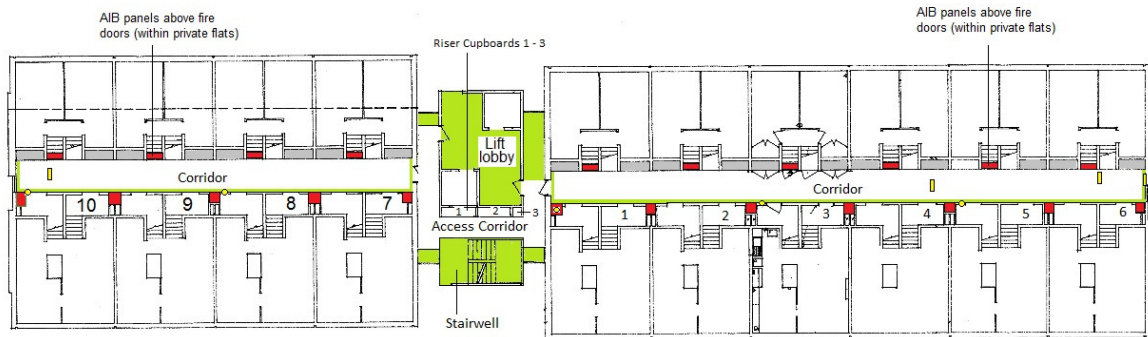 AIB panels above fire
doors (within private flats)
AIB panels above fire
doors (within private flats)
Riser Cupboards 1 - 3
Lift
lobby
Corridor
Corridor
10
9
8
7
1
2
3
Access Corridor
1
2
3
4
5
6
Stairwell